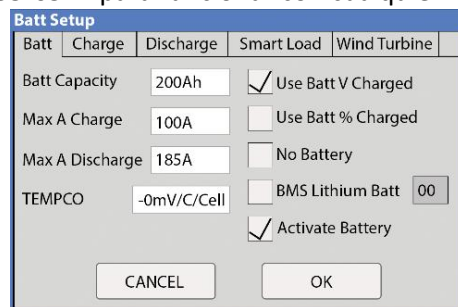 Batt Setup
Batt Charge Discharge Smart Load Wind Turbine
Batt Capacity 200Ah Use Batt V Charged
Max A Charge 100A Use Batt % Charged
Max A Discharge 185A No Battery
TEMPCO -0mV/C/Cell BMS Lithium Batt 00
Activate Battery
CANCEL OK